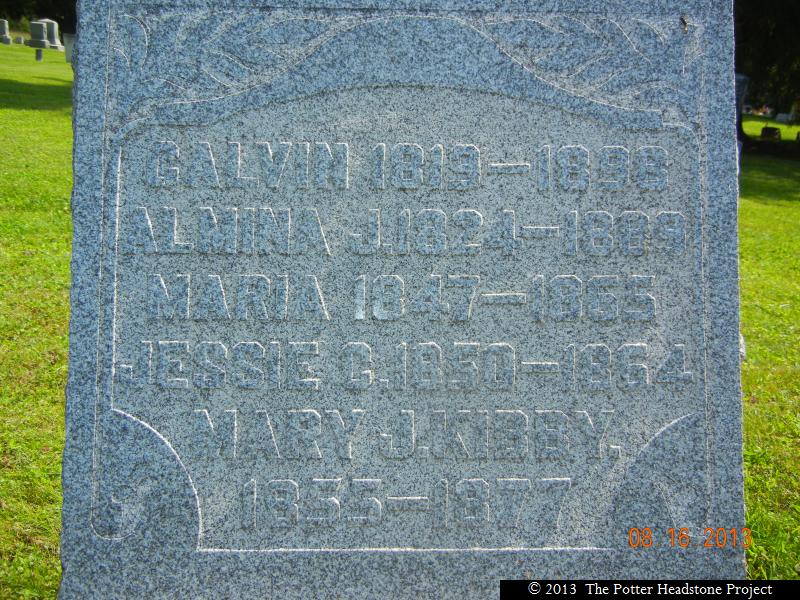 CALVIN 1819–1898
ALMINA J. 1824–1889
MARIA 1847–1865
JESSIE C. 1850–1864
MARY J. KIBBY.
1855–1877
08 16 2013
© 2013 The Potter Headstone Project